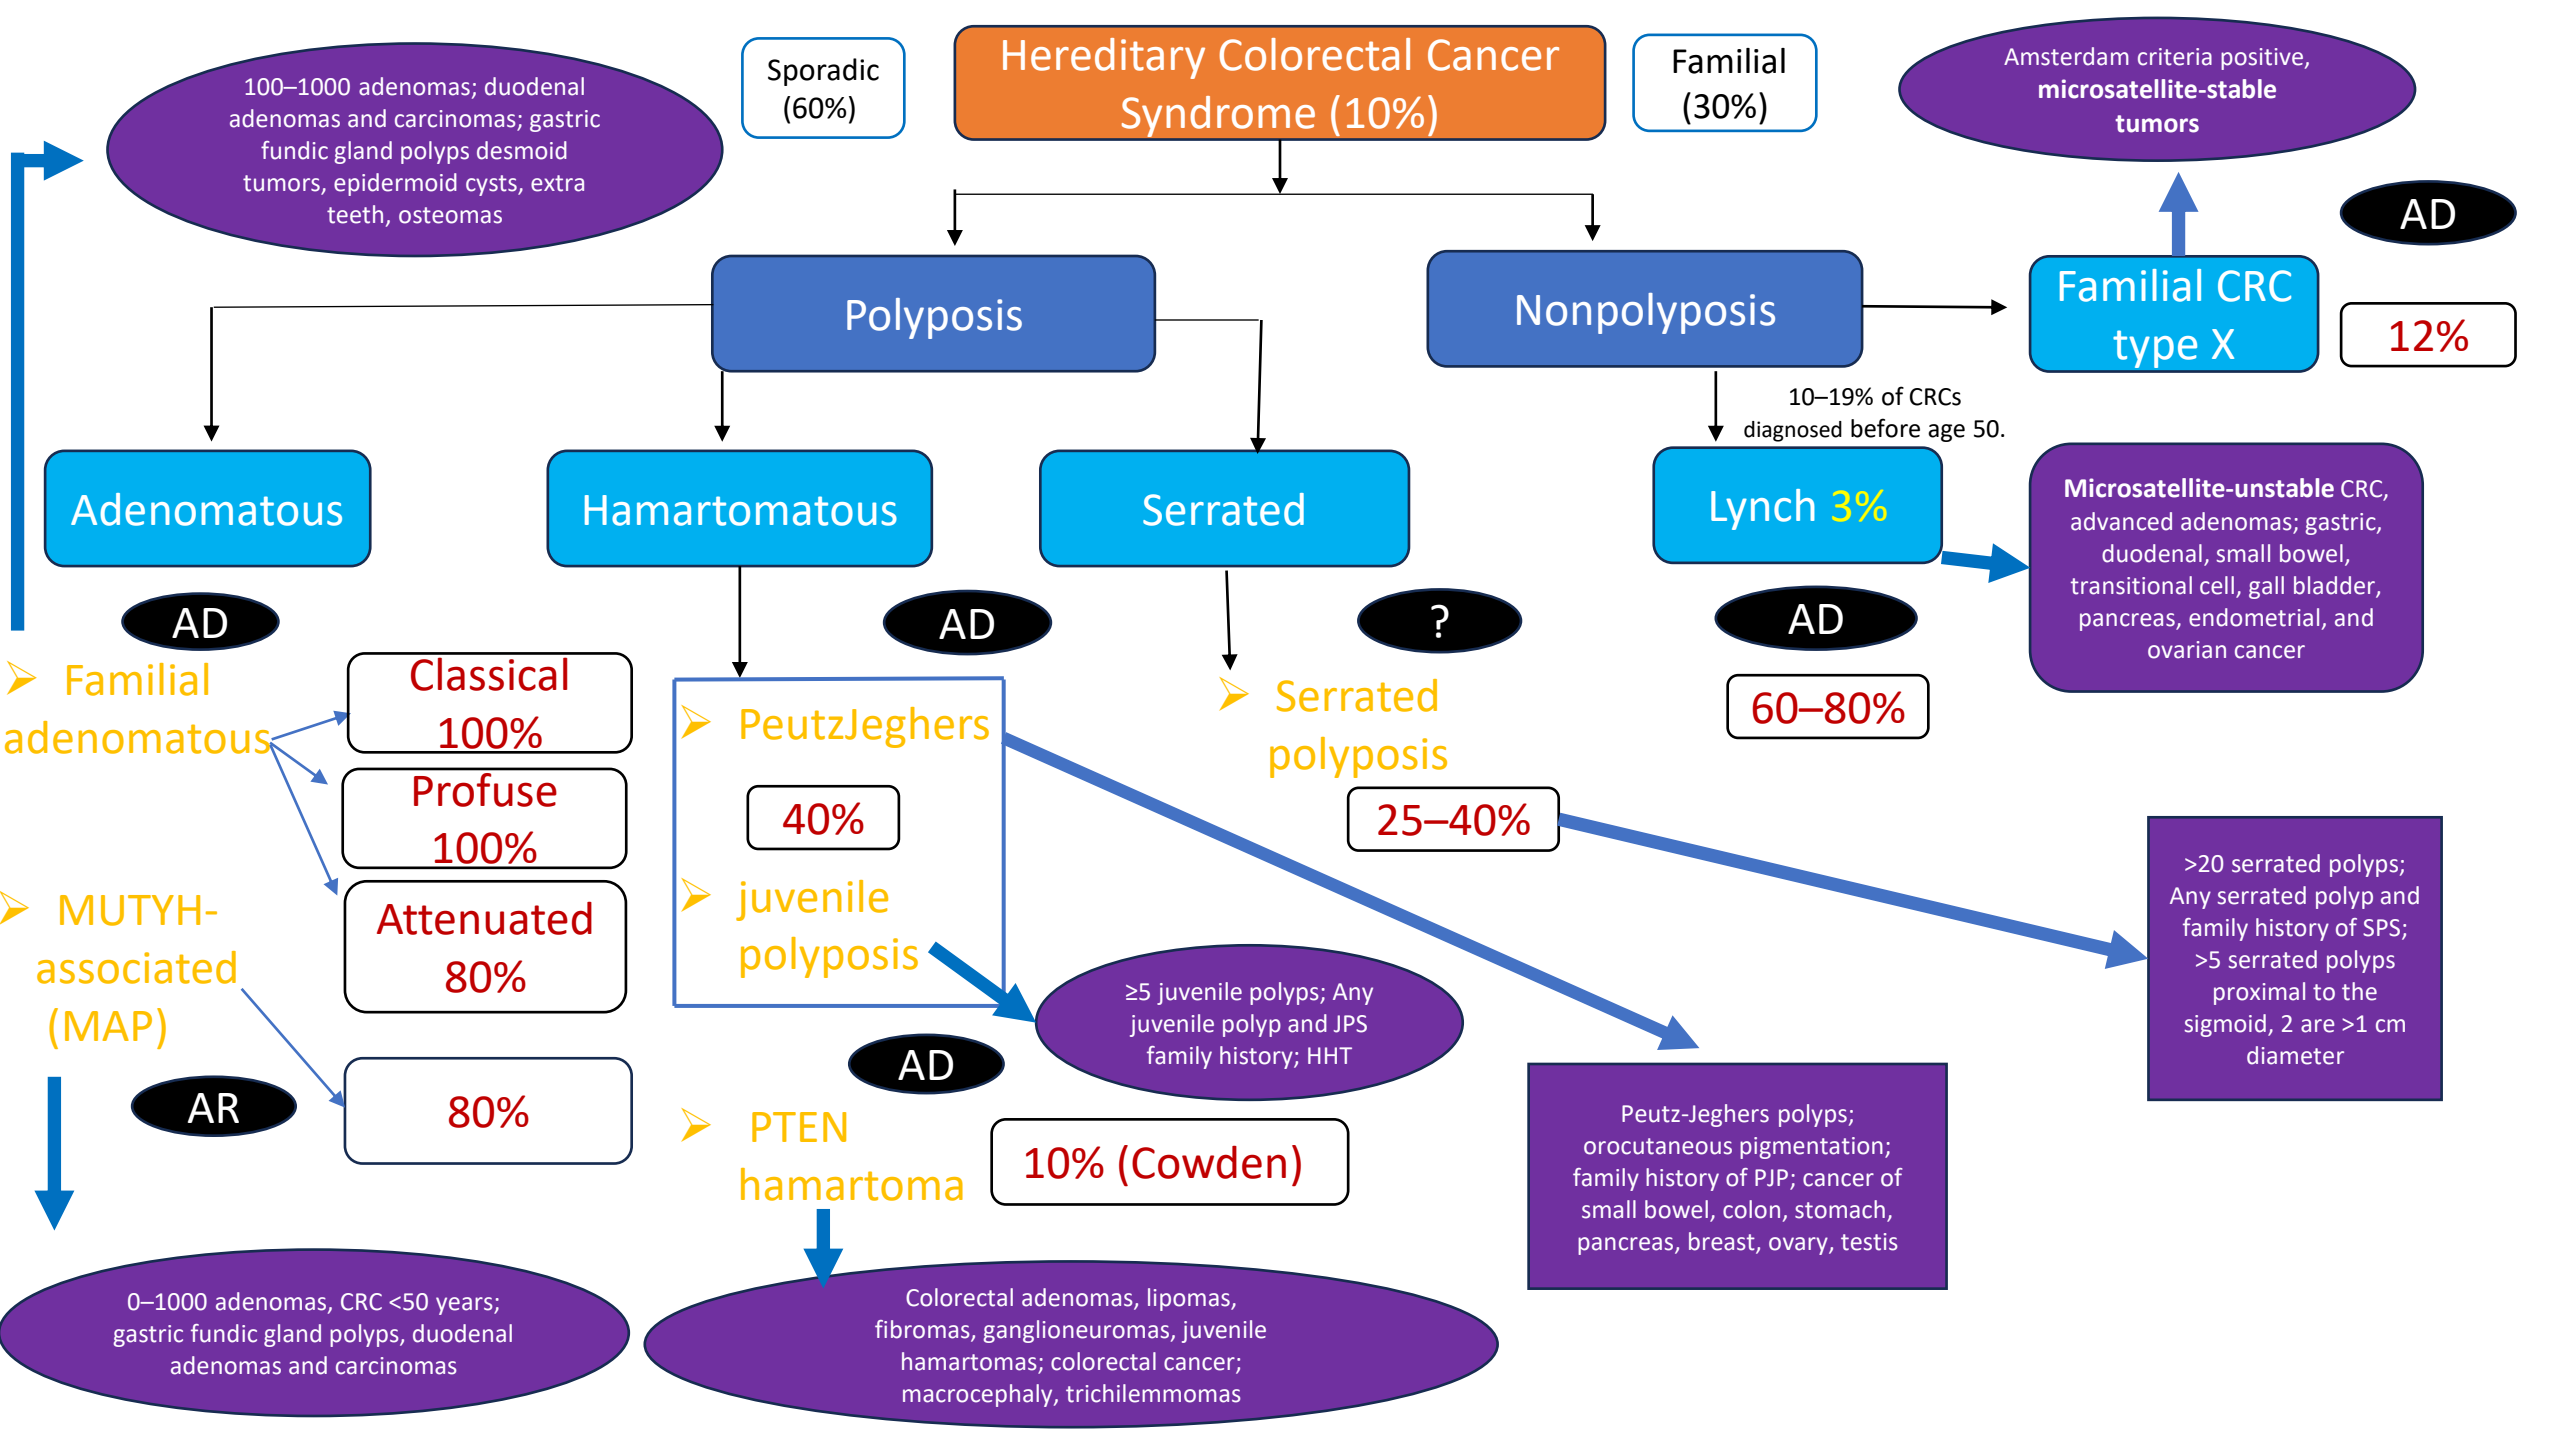 Sporadic
(60%)
Hereditary Colorectal Cancer
Syndrome (10%)
Familial
(30%)
100–1000 adenomas; duodenal
adenomas and carcinomas; gastric
fundic gland polyps desmoid
tumors, epidermoid cysts, extra
teeth, osteomas
Amsterdam criteria positive,
microsatellite-stable
tumors
AD
Polyposis
Nonpolyposis
Familial CRC
type X
12%
10–19% of CRCs
diagnosed before age 50.
Adenomatous
Hamartomatous
Serrated
Lynch 3%
Microsatellite-unstable CRC,
advanced adenomas; gastric,
duodenal, small bowel,
transitional cell, gall bladder,
pancreas, endometrial, and
ovarian cancer
AD
AD
?
AD
60–80%
Familial
adenomatous
Classical
100%
Profuse
100%
Attenuated
80%
MUTYH-
associated
(MAP)
AR
80%
PeutzJeghers
40%
juvenile
polyposis
Serrated
polyposis
25–40%
>20 serrated polyps;
Any serrated polyp and
family history of SPS;
>5 serrated polyps
proximal to the
sigmoid, 2 are >1 cm
diameter
≥5 juvenile polyps; Any
juvenile polyp and JPS
family history; HHT
AD
PTEN
hamartoma
10% (Cowden)
Peutz-Jeghers polyps;
orocutaneous pigmentation;
family history of PJP; cancer of
small bowel, colon, stomach,
pancreas, breast, ovary, testis
0–1000 adenomas, CRC <50 years;
gastric fundic gland polyps, duodenal
adenomas and carcinomas
Colorectal adenomas, lipomas,
fibromas, ganglioneuromas, juvenile
hamartomas; colorectal cancer;
macrocephaly, trichilemmomas